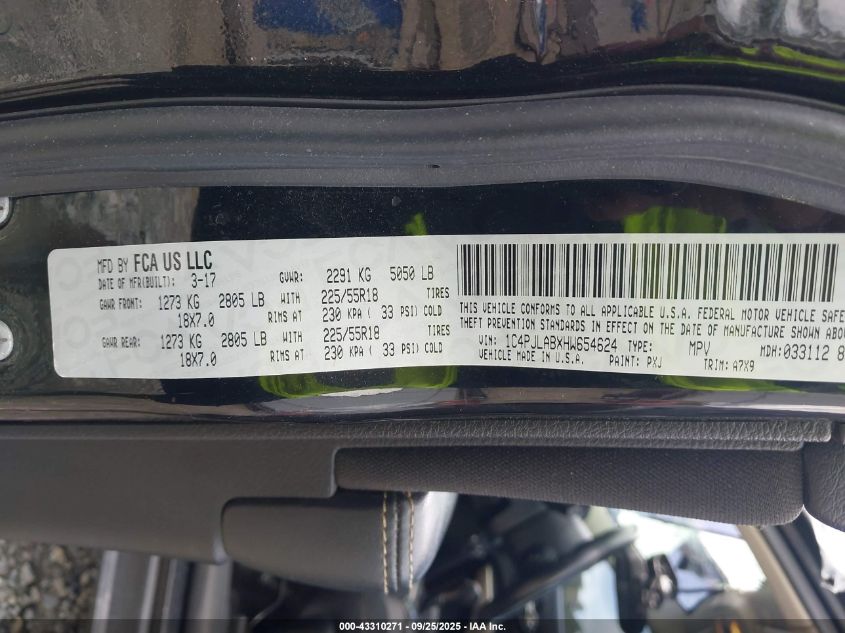 MFD BY FCA US LLC
DATE OF MFR(BUILT): 3-17 GVWR: 2291 KG 5050 LB
GAWR FRONT: 1273 KG 2805 LB WITH 225/55R18 TIRES
18X7.0 RIMS AT 230 KPA ( 33 PSI) COLD
GAWR REAR: 1273 KG 2805 LB WITH 225/55R18 TIRES
18X7.0 RIMS AT 230 KPA ( 33 PSI) COLD
THIS VEHICLE CONFORMS TO ALL APPLICABLE U.S.A. FEDERAL MOTOR VEHICLE SAFE
THEFT PREVENTION STANDARDS IN EFFECT ON THE DATE OF MANUFACTURE SHOWN ABO
VIN: 1C4PJLABXHW654624 TYPE: MPV MDH:033112 8
VEHICLE MADE IN U.S.A. PAINT: PXJ TRIM: A7X9
000-43310271 - 09/25/2025 - IAA Inc.